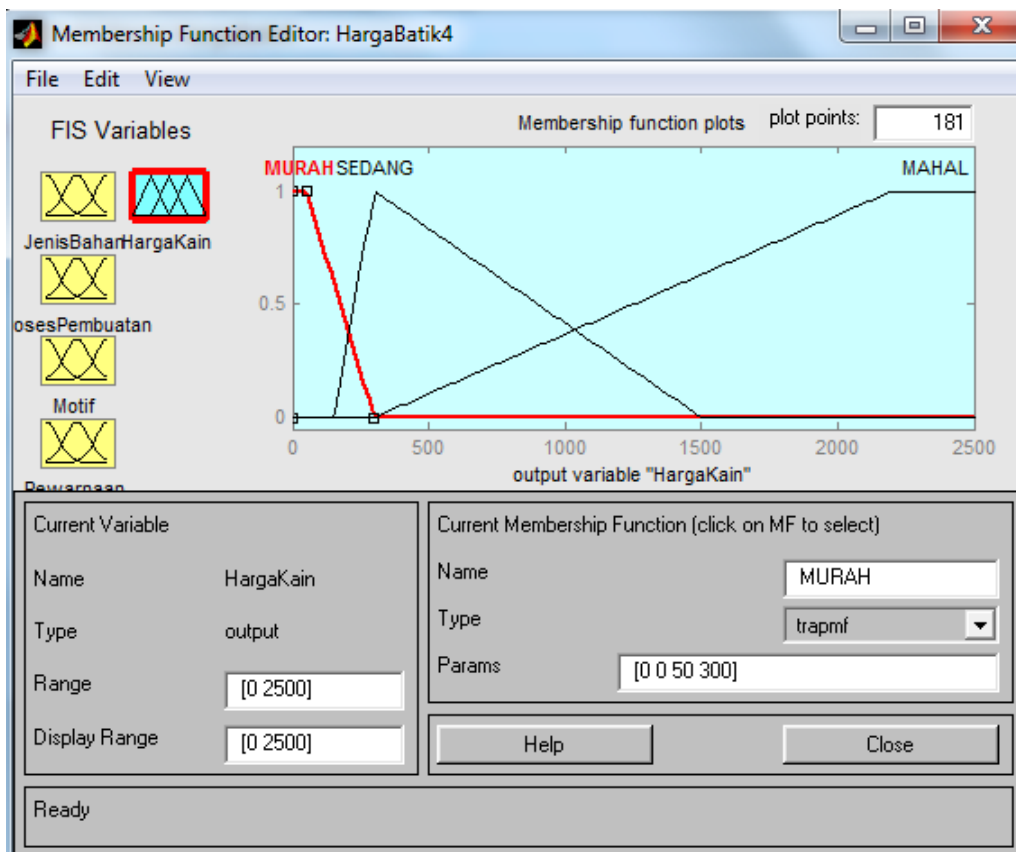 Membership Function Editor: HargaBatik4
File Edit View
FIS Variables
Membership function plots
plot points:
181
JenisBahan
HargaKain
osesPembuatan
Motif
Pewarnaan
MURAH
SEDANG
MAHAL
1
0.5
0
0
500
1000
1500
2000
2500
output variable "HargaKain"
Current Variable
Name
HargaKain
Type
output
Range
[0 2500]
Display Range
[0 2500]
Current Membership Function (click on MF to select)
Name
MURAH
Type
trapmf
Params
[0 0 50 300]
Help
Close
Ready